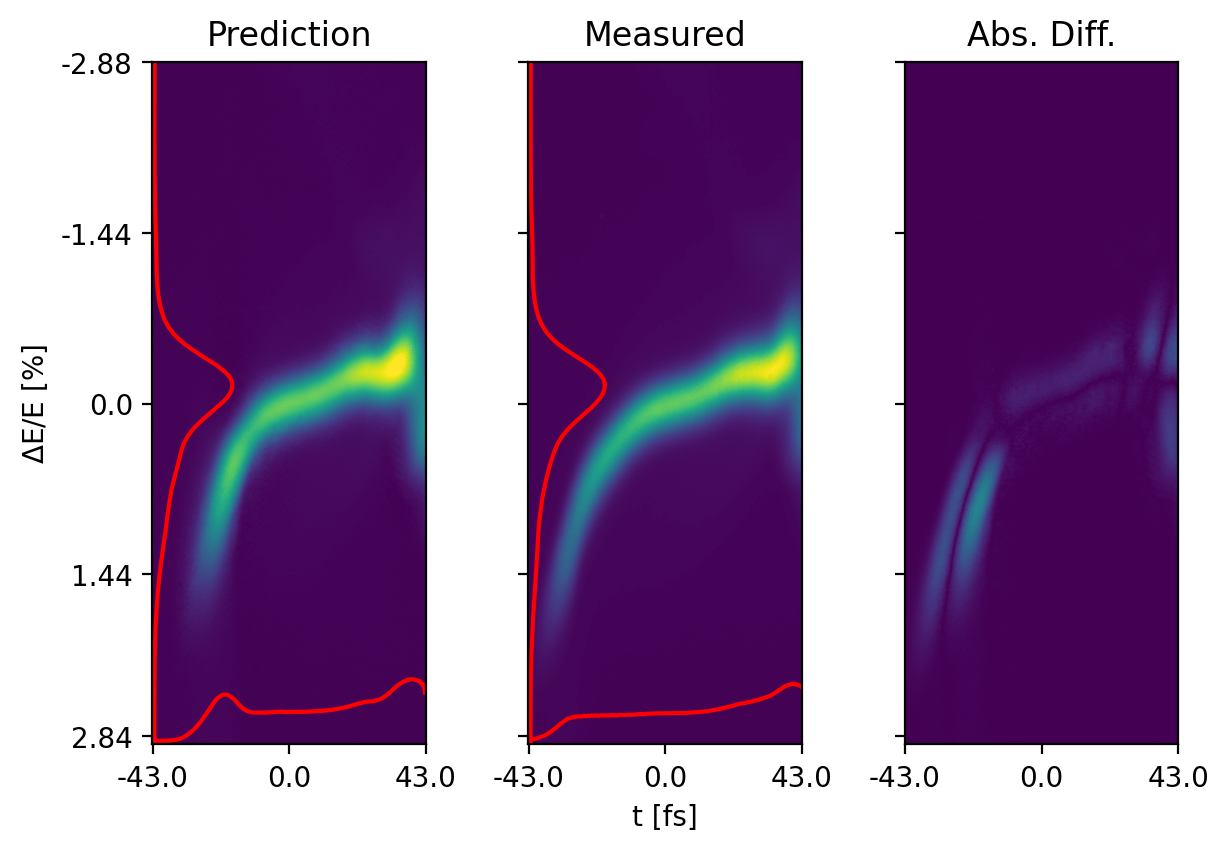 Prediction
Measured
Abs. Diff.
-2.88
-1.44
0.0
1.44
2.84
ΔE/E [%]
-43.0 0.0 43.0
-43.0 0.0 43.0
-43.0 0.0 43.0
t [fs]